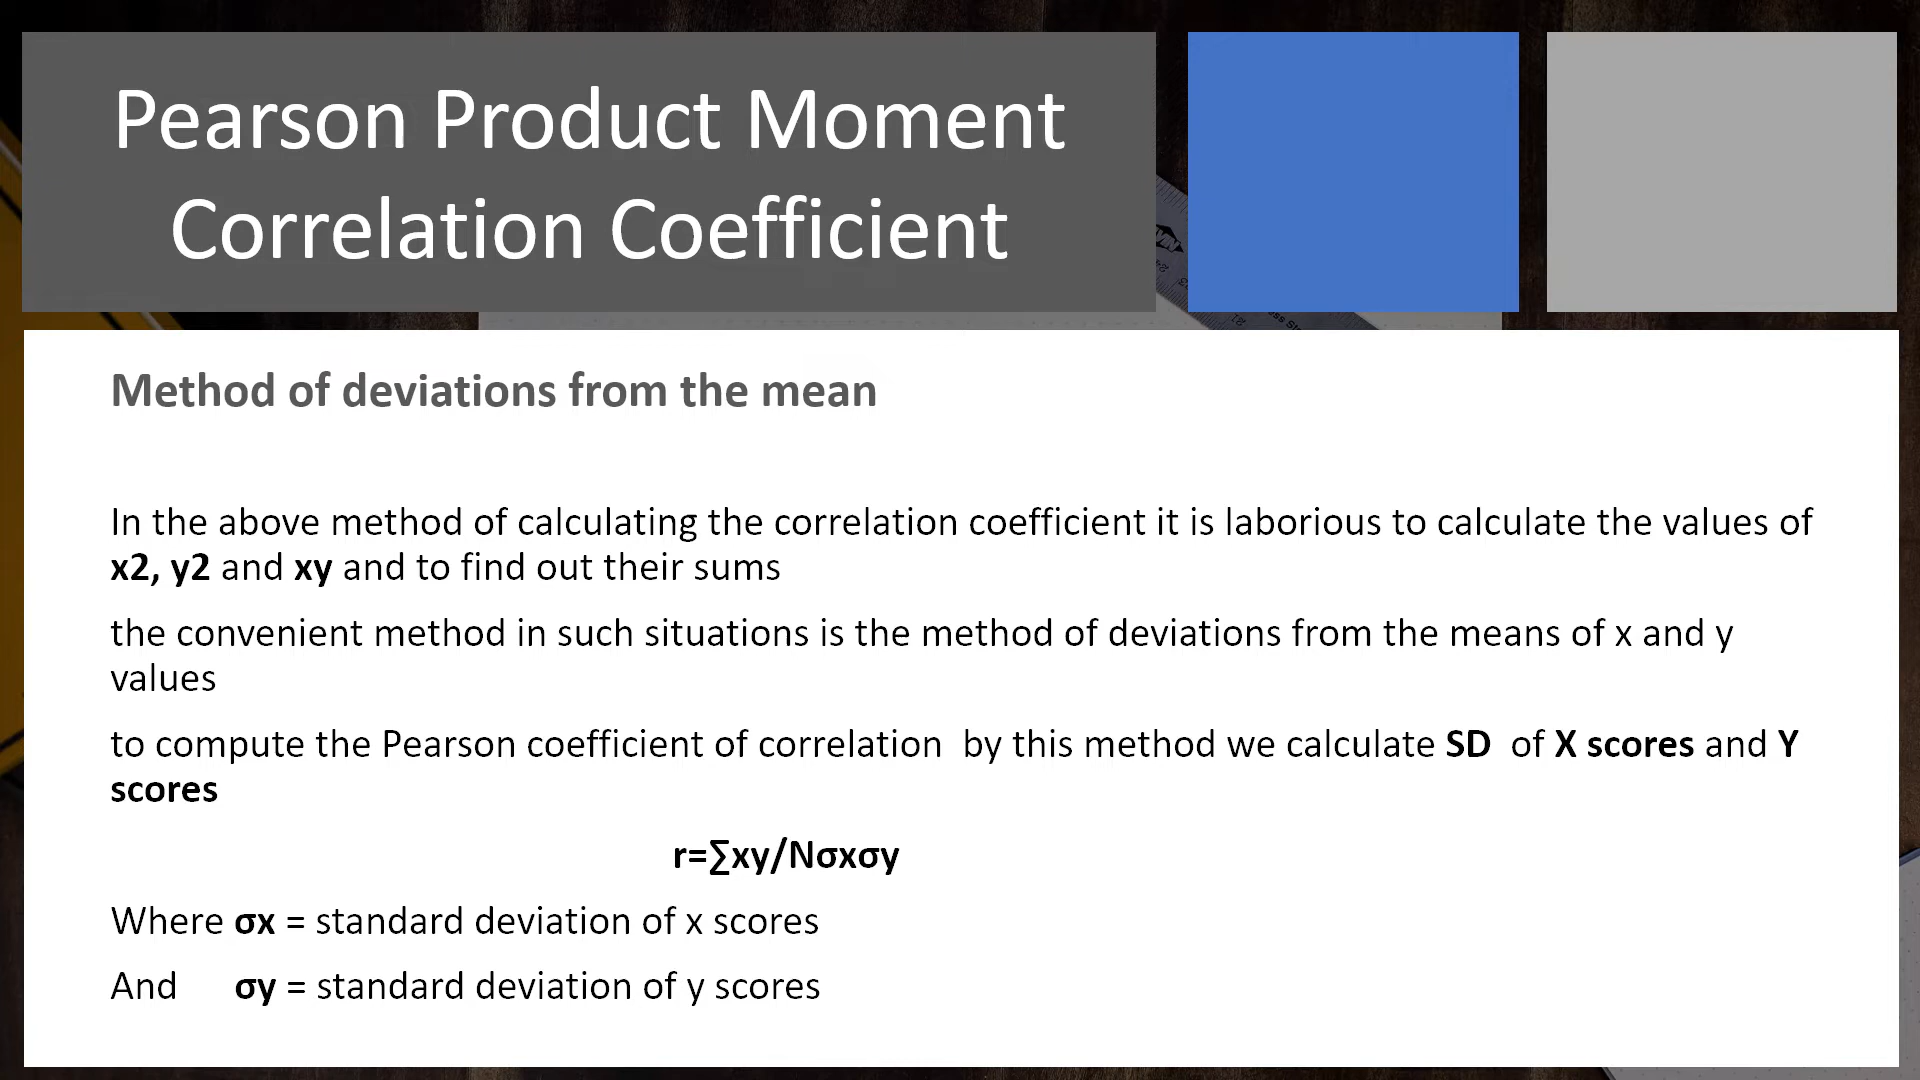 Pearson Product Moment
Correlation Coefficient
Method of deviations from the mean
In the above method of calculating the correlation coefficient it is laborious to calculate the values of
x2, y2 and xy and to find out their sums
the convenient method in such situations is the method of deviations from the means of x and y
values
to compute the Pearson coefficient of correlation  by this method we calculate SD  of X scores and Y
scores
r=∑xy/Nσxσy
Where σx = standard deviation of x scores
And σy = standard deviation of y scores